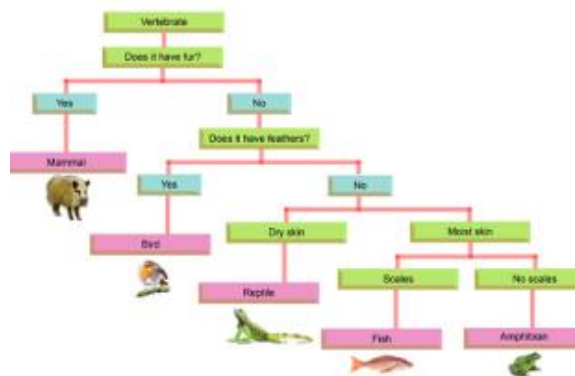 Vertebrate
Does it have fur?
Yes
No
Does it have feathers?
Mammal
Yes
No
Dry skin
Moist skin
Bird
Scales
No scales
Reptile
Fish
Amphibian